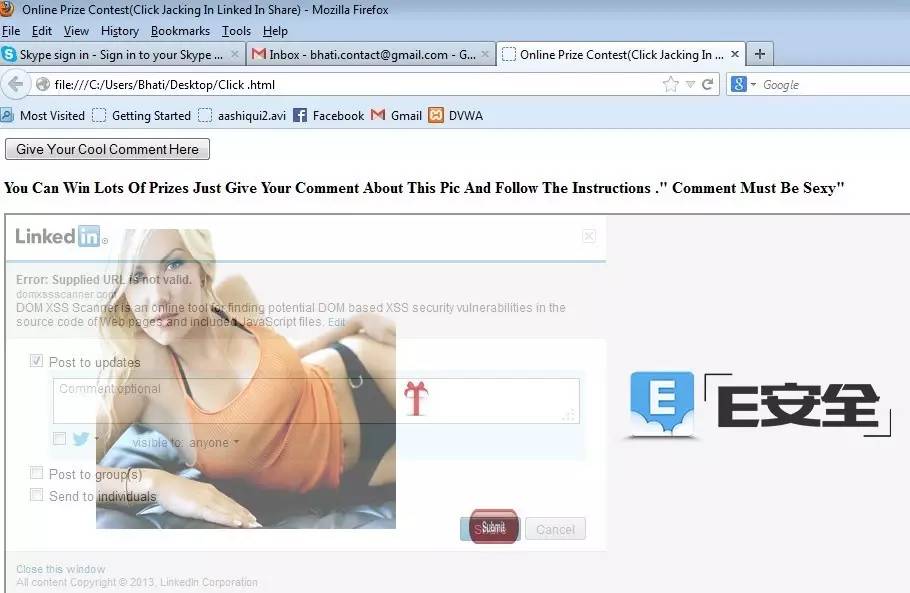 Online Prize Contest(Click Jacking In Linked In Share) - Mozilla Firefox
File Edit View History Bookmarks Tools Help
Skype sign in - Sign in to your Skype ... Inbox - bhati.contact@gmail.com - G... Online Prize Contest(Click Jacking In ...
file:///C:/Users/Bhati/Desktop/Click .html Google
Most Visited Getting Started aashiqui2.avi Facebook Gmail DVWA
Give Your Cool Comment Here
You Can Win Lots Of Prizes Just Give Your Comment About This Pic And Follow The Instructions ." Comment Must Be Sexy"
Linked in
Error: Supplied URL is not valid.
domxssscanner.com
DOM XSS Scanner is an online tool for finding potential DOM based XSS security vulnerabilities in the
source code of Web pages and included JavaScript files. Edit
Post to updates
Comment optional
visible to: anyone
Post to group(s)
Send to individuals
Submit Cancel
Close this window
All content Copyright © 2013, LinkedIn Corporation
E E安全